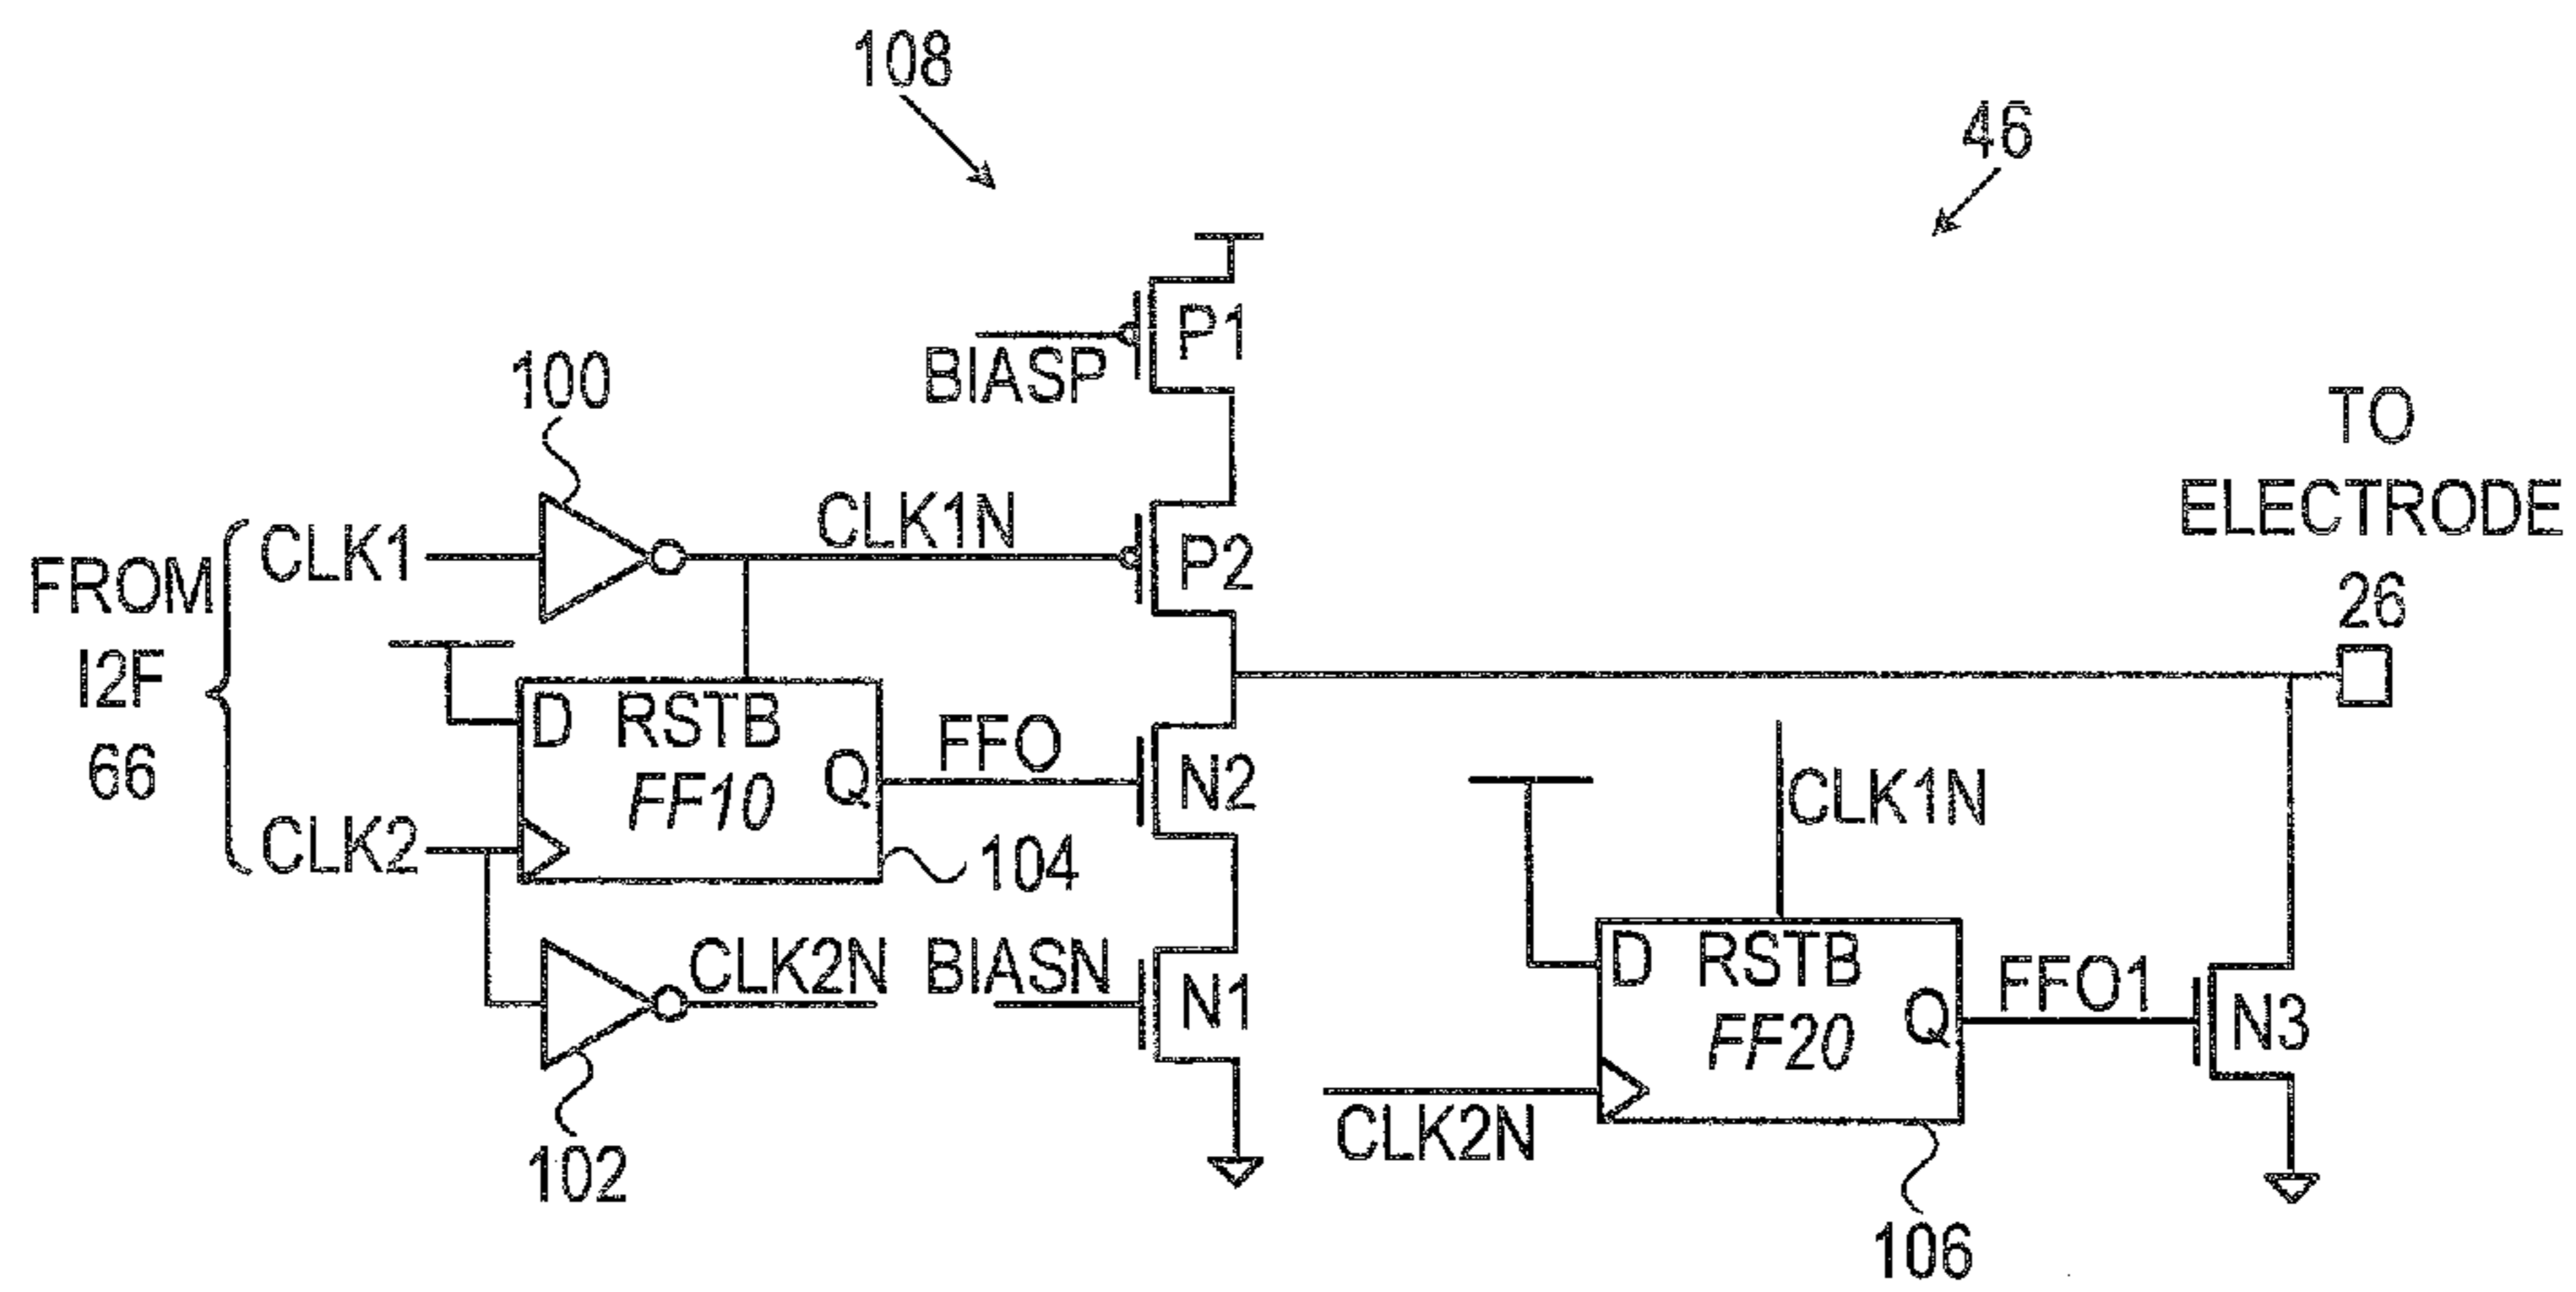 108
46
P1
BIASP
100
TO
ELECTRODE
26
CLK1
CLK1N
P2
FROM
I2F
66
D
RSTB
FF10
Q
FFO
N2
CLK1N
CLK2
104
CLK2N
BIASN
N1
D
RSTB
FF20
Q
FFO1
N3
CLK2N
102
106